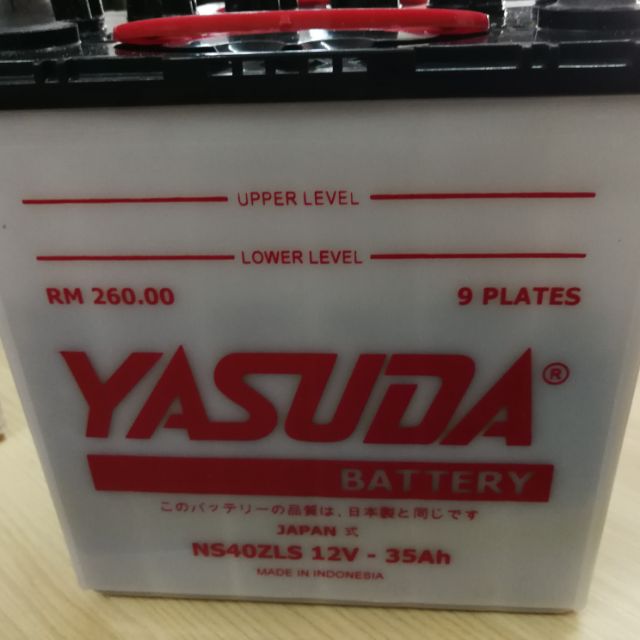 UPPER LEVEL
LOWER LEVEL
RM 260.00
9 PLATES
YASUDA®
BATTERY
このバッテリーの品質は、日本製と同じです
JAPAN 式
NS40ZLS 12V - 35Ah
MADE IN INDONESIA